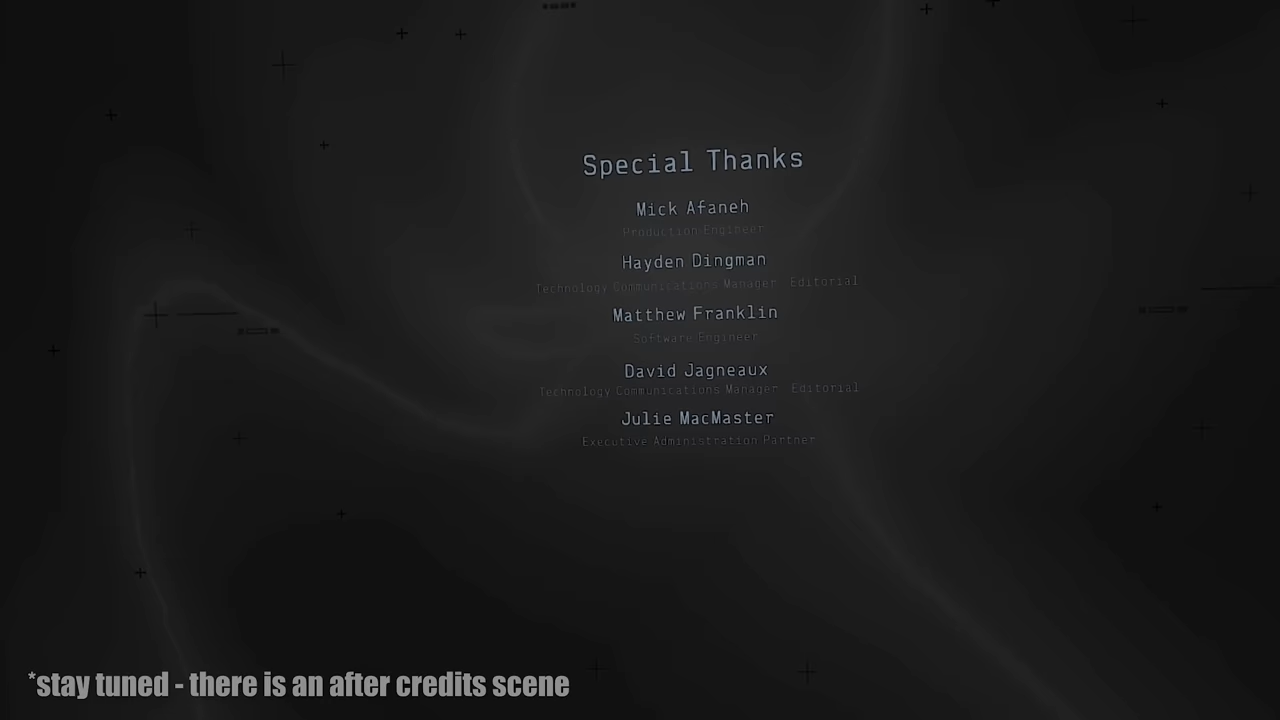 Special Thanks
Mick Afaneh
Production Engineer
Hayden Dingman
Technology Communications Manager Editorial
Matthew Franklin
Software Engineer
David Jagneaux
Technology Communications Manager Editorial
Julie MacMaster
Executive Administration Partner
*stay tuned - there is an after credits scene